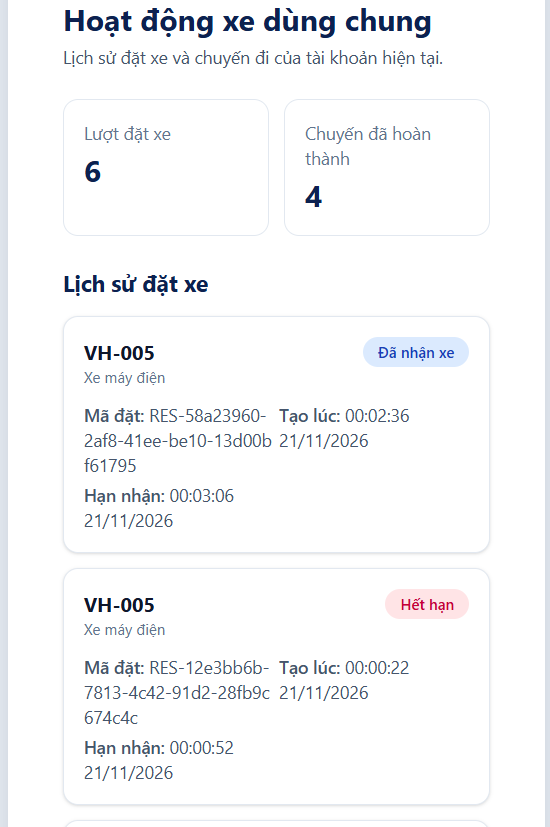 Hoạt động xe dùng chung
Lịch sử đặt xe và chuyến đi của tài khoản hiện tại.
Lượt đặt xe
6
Chuyến đã hoàn
thành
4
Lịch sử đặt xe
VH-005
Đã nhận xe
Xe máy điện
Mã đặt: RES-58a23960-
2af8-41ee-be10-13d00b
f61795
Tạo lúc: 00:02:36
21/11/2026
Hạn nhận: 00:03:06
21/11/2026
VH-005
Hết hạn
Xe máy điện
Mã đặt: RES-12e3bb6b-
7813-4c42-91d2-28fb9c
674c4c
Tạo lúc: 00:00:22
21/11/2026
Hạn nhận: 00:00:52
21/11/2026